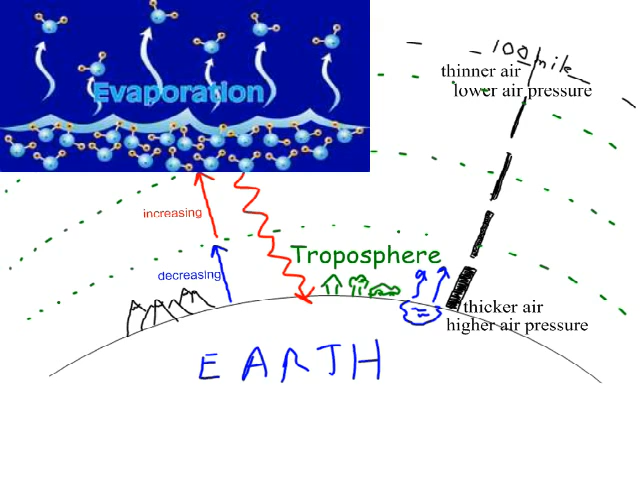 Evaporation
100 mile
thinner air
lower air pressure
increasing
Troposphere
decreasing
thicker air
higher air pressure
EARTH